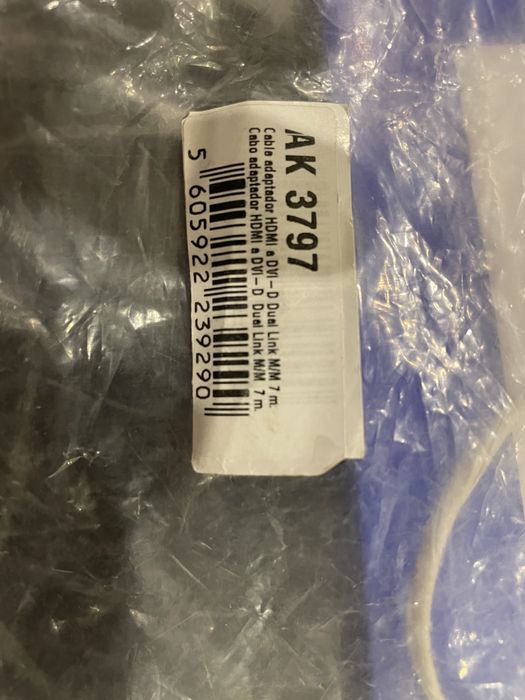 AK 3797
Cable adaptador HDMI a DVI-D Dual Link M/M 7 m.
Cabo adaptador HDMI a DVI-D Dual Link M/M 7 m.
5 605922 239290